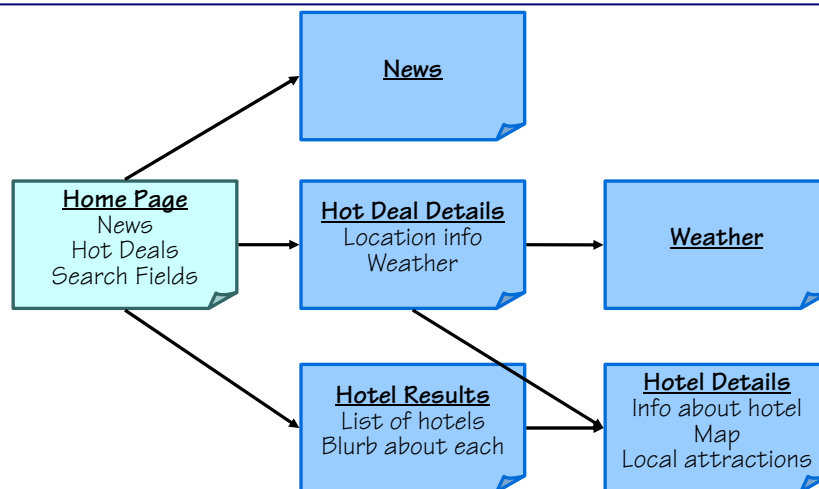 News
Home Page
News
Hot Deals
Search Fields
Hot Deal Details
Location info
Weather
Weather
Hotel Results
List of hotels
Blurb about each
Hotel Details
Info about hotel
Map
Local attractions